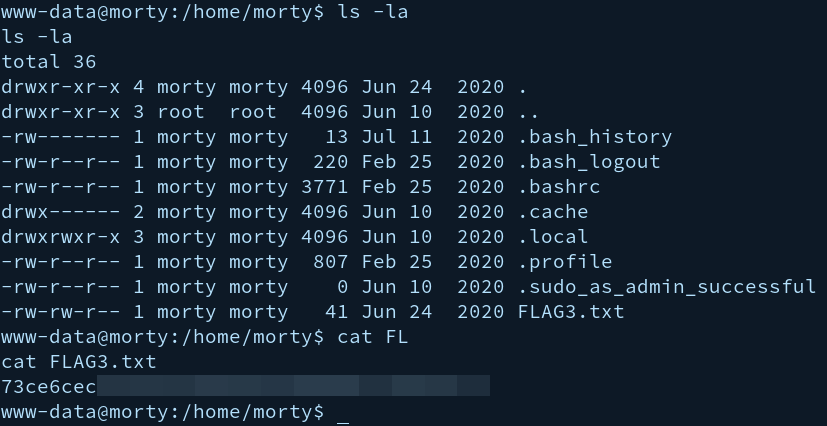 www-data@morty:/home/morty$ ls -la
ls -la
total 36
drwxr-xr-x 4 morty morty 4096 Jun 24  2020 .
drwxr-xr-x 3 root  root  4096 Jun 10  2020 ..
-rw------- 1 morty morty   13 Jul 11  2020 .bash_history
-rw-r--r-- 1 morty morty  220 Feb 25  2020 .bash_logout
-rw-r--r-- 1 morty morty 3771 Feb 25  2020 .bashrc
drwx------ 2 morty morty 4096 Jun 10  2020 .cache
drwxrwxr-x 3 morty morty 4096 Jun 10  2020 .local
-rw-r--r-- 1 morty morty  807 Feb 25  2020 .profile
-rw-r--r-- 1 morty morty    0 Jun 10  2020 .sudo_as_admin_successful
-rw-rw-r-- 1 morty morty   41 Jun 24  2020 FLAG3.txt
www-data@morty:/home/morty$ cat FL
cat FLAG3.txt
73ce6cec
www-data@morty:/home/morty$ _